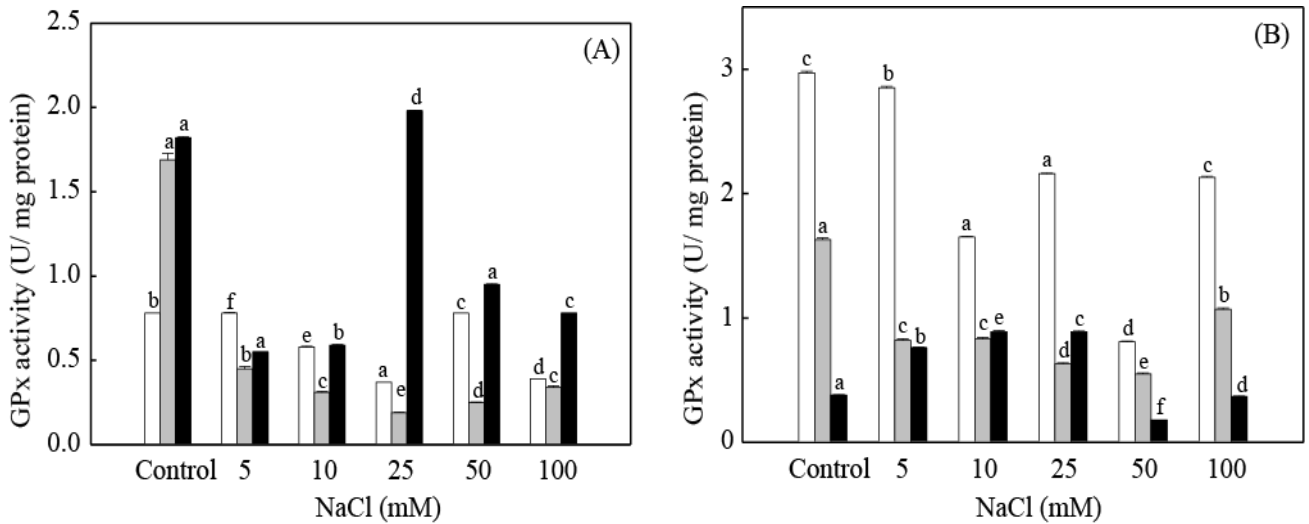 (A)
GPx activity (U/ mg protein)
2.5
2.0
1.5
1.0
0.5
0.0
b a a
f b a
e c b
a e d
c d a
d c c
Control 5 10 25 50 100
NaCl (mM)
(B)
GPx activity (U/ mg protein)
3
2
1
0
c a a
b c b
a c e
a d c
d e f
c b d
Control 5 10 25 50 100
NaCl (mM)